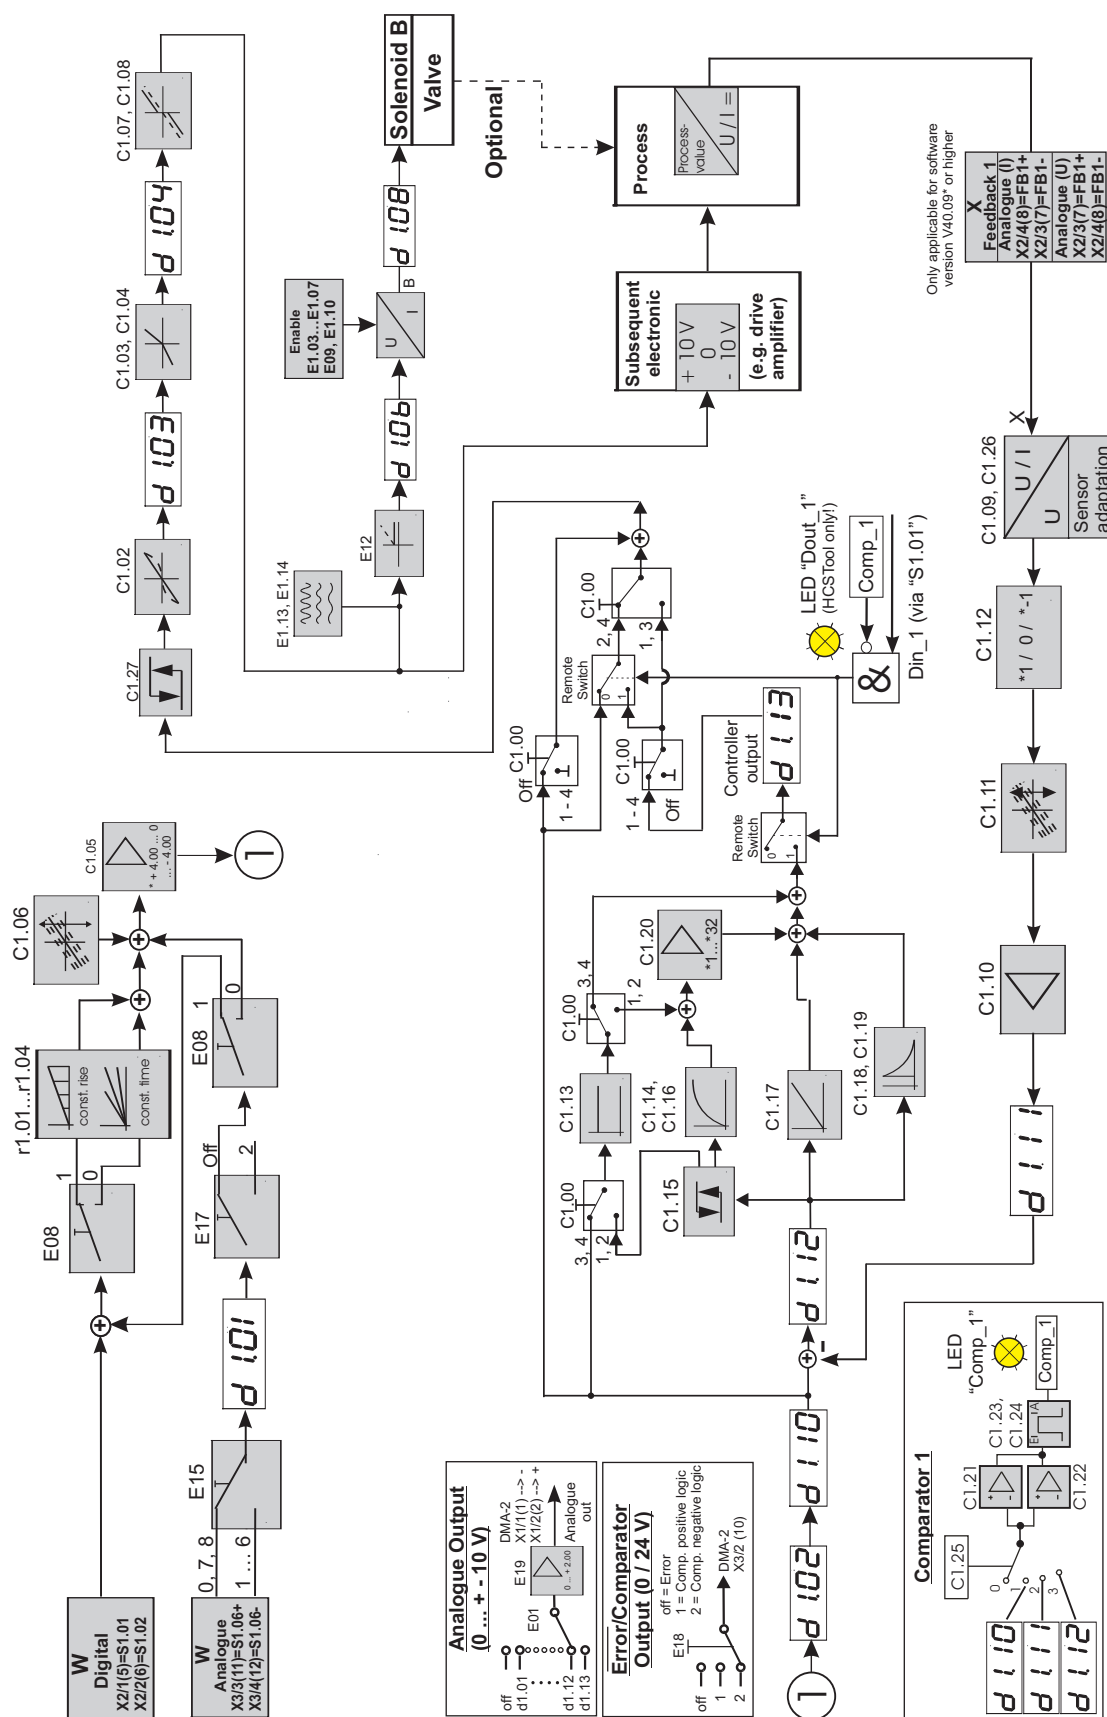 W
Digital
X2/1(5)=S1.01
X2/2(6)=S1.02
W
Analogue
X3/3(11)=S1.06+
X3/4(12)=S1.06-
0, 7, 8
1 ... 6
E15
d1.01
E17
Off
2
E08
1
0
E08
1
0
r1.01...r1.04
const. rise
const. time
C1.06
C1.05
* + 4.00 ... 0
... - 4.00
1
Analogue Output
(0 ... + - 10 V)
off
d1.01
d1.12
d1.13
E01
E19
0 ... + 2.00
DMA-2
X1/1(1) --> -
X1/2(2) --> +
Analogue
out
Error/Comparator
Output (0 / 24 V)
off = Error
1 = Comp. positive logic
2 = Comp. negative logic
E18
off
1
2
DMA-2
X3/2 (10)
1
d1.02
d1.10
-
d1.12
C1.00
3, 4
1, 2
C1.13
C1.15
C1.14,
C1.16
C1.17
C1.18, C1.19
C1.00
3, 4
1, 2
C1.20
*1...*32
Remote
Switch
0
1
Controller
output
d1.13
Off
1 - 4
C1.00
1 - 4
Off
C1.00
Remote
Switch
0
1
2, 4
1, 3
C1.00
&
LED "Dout_1"
(HCSTool only!)
Comp_1
Din_1 (via "S1.01")
C1.27
C1.02
d1.03
C1.03, C1.04
d1.04
C1.07, C1.08
E1.13, E1.14
E12
d1.06
Enable
E1.03...E1.07
E09, E1.10
U
I
B
d1.08
Solenoid B
Valve
Optional
Subsequent
electronic
+ 10 V
0
- 10 V
(e.g. drive
amplifier)
Process
Process-
value
U / I =
Only applicable for software
version V40.09* or higher
X
Feedback 1
Analogue (I)
X2/4(8)=FB1+
X2/3(7)=FB1-
Analogue (U)
X2/3(7)=FB1+
X2/4(8)=FB1-
X
C1.09, C1.26
U / I
U
Sensor
adaptation
C1.12
*1 / 0 / *-1
C1.11
C1.10
d1.11
Comparator 1
d1.10
d1.11
d1.12
C1.25
0
1
2
3
C1.21
+
-
C1.22
+
-
C1.23,
C1.24
E
A
LED
"Comp_1"
Comp_1